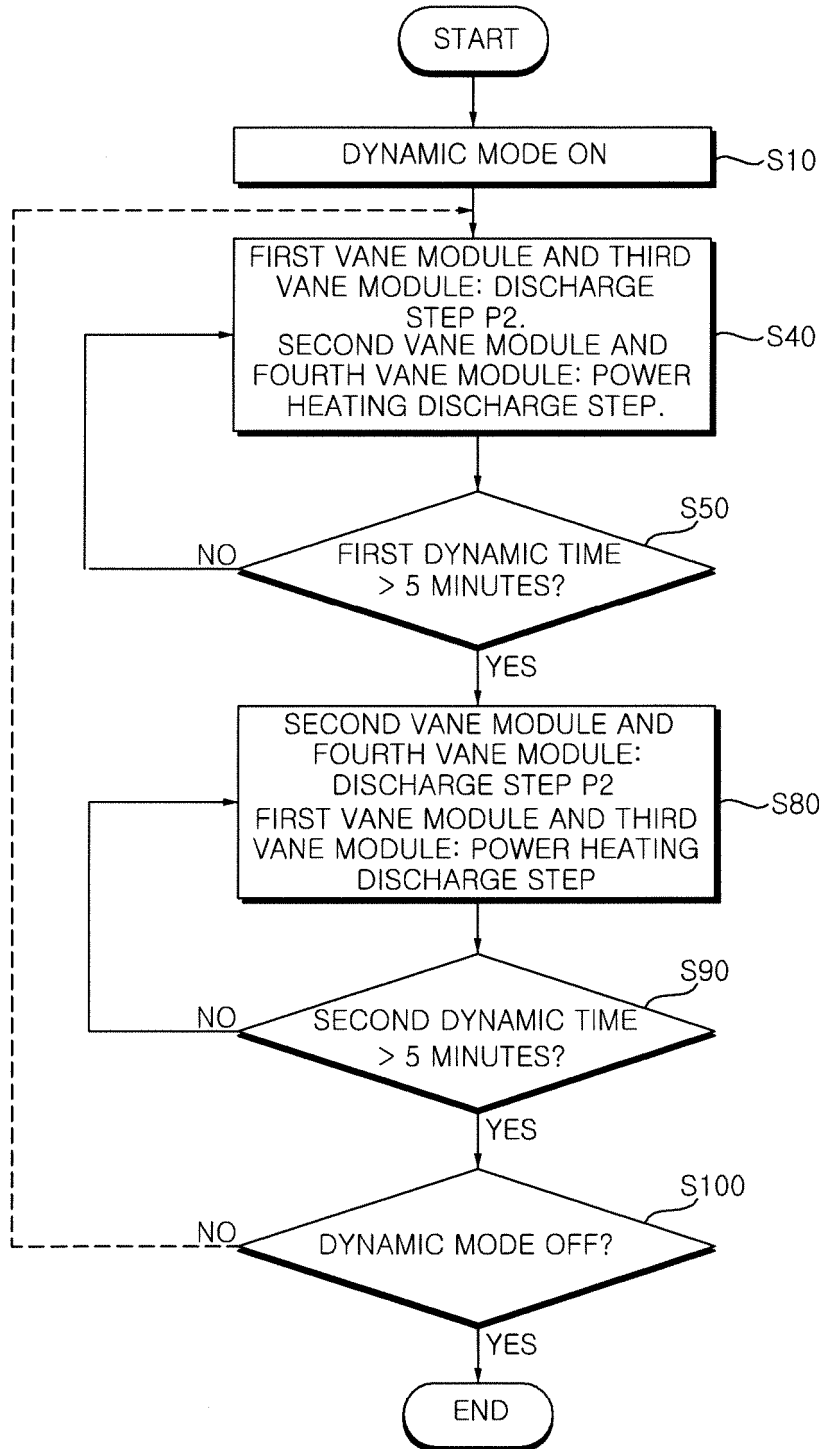 START
DYNAMIC MODE ON
S10
FIRST VANE MODULE AND THIRD
VANE MODULE: DISCHARGE
STEP P2.
SECOND VANE MODULE AND
FOURTH VANE MODULE: POWER
HEATING DISCHARGE STEP.
S40
S50
FIRST DYNAMIC TIME
> 5 MINUTES?
NO
YES
SECOND VANE MODULE AND
FOURTH VANE MODULE:
DISCHARGE STEP P2
FIRST VANE MODULE AND THIRD
VANE MODULE: POWER HEATING
DISCHARGE STEP
S80
S90
SECOND DYNAMIC TIME
> 5 MINUTES?
NO
YES
S100
DYNAMIC MODE OFF?
NO
YES
END